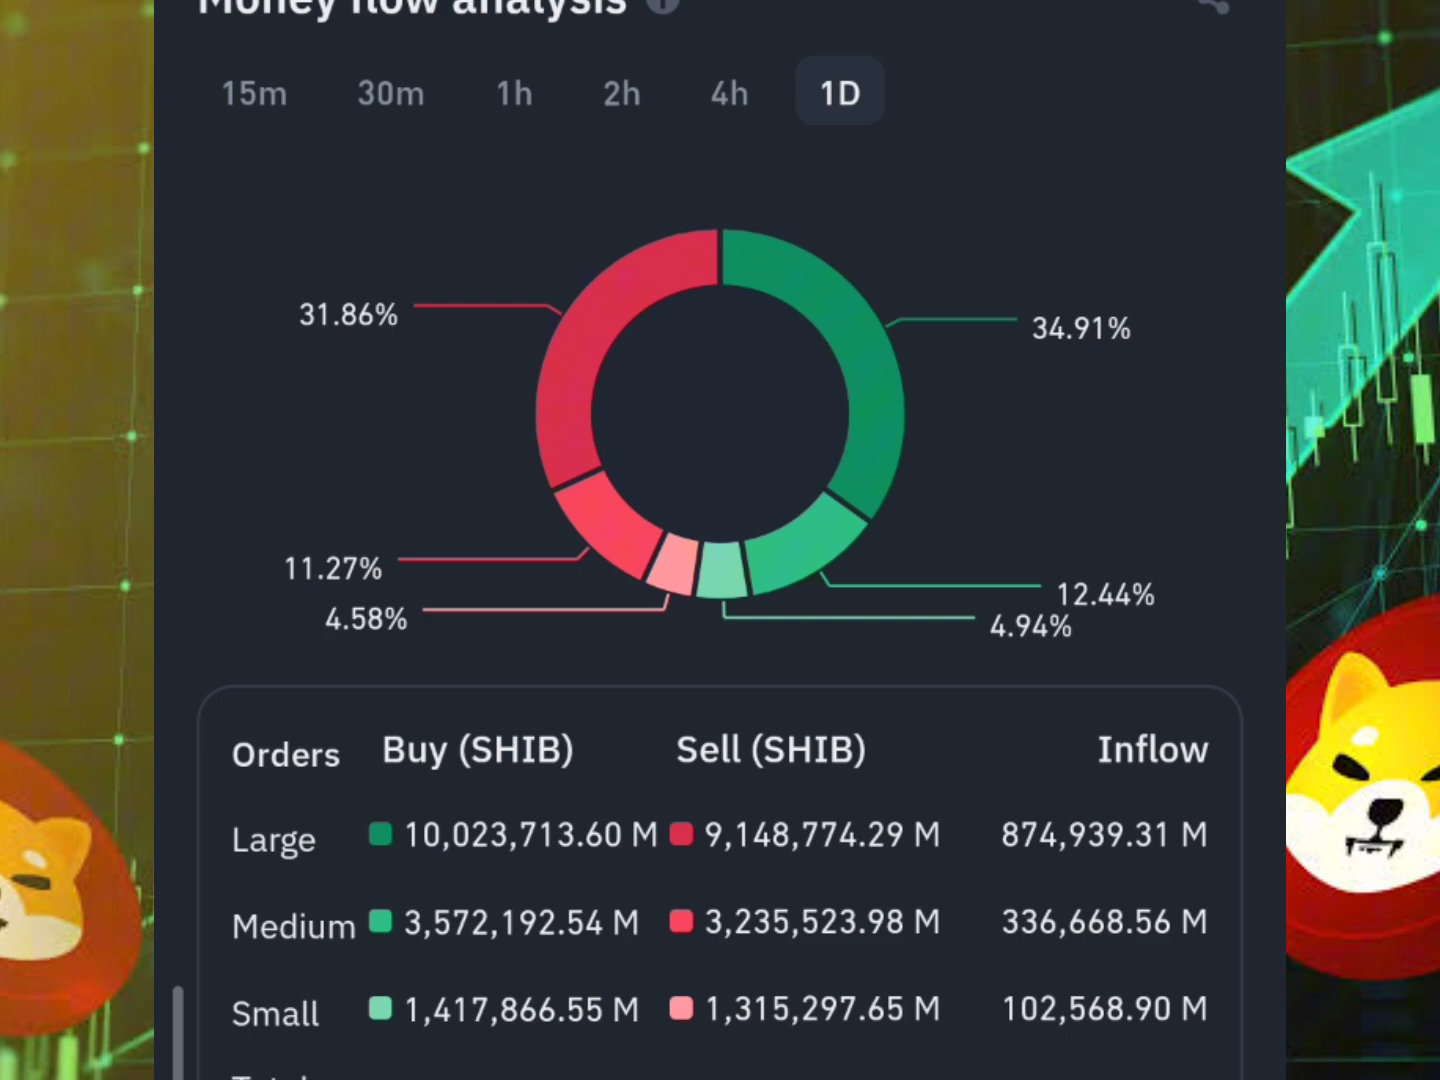 Money flow analysis
15m 30m 1h 2h 4h 1D
31.86%
34.91%
11.27%
12.44%
4.58%
4.94%
Orders Buy (SHIB) Sell (SHIB) Inflow
Large 10,023,713.60 M 9,148,774.29 M 874,939.31 M
Medium 3,572,192.54 M 3,235,523.98 M 336,668.56 M
Small 1,417,866.55 M 1,315,297.65 M 102,568.90 M